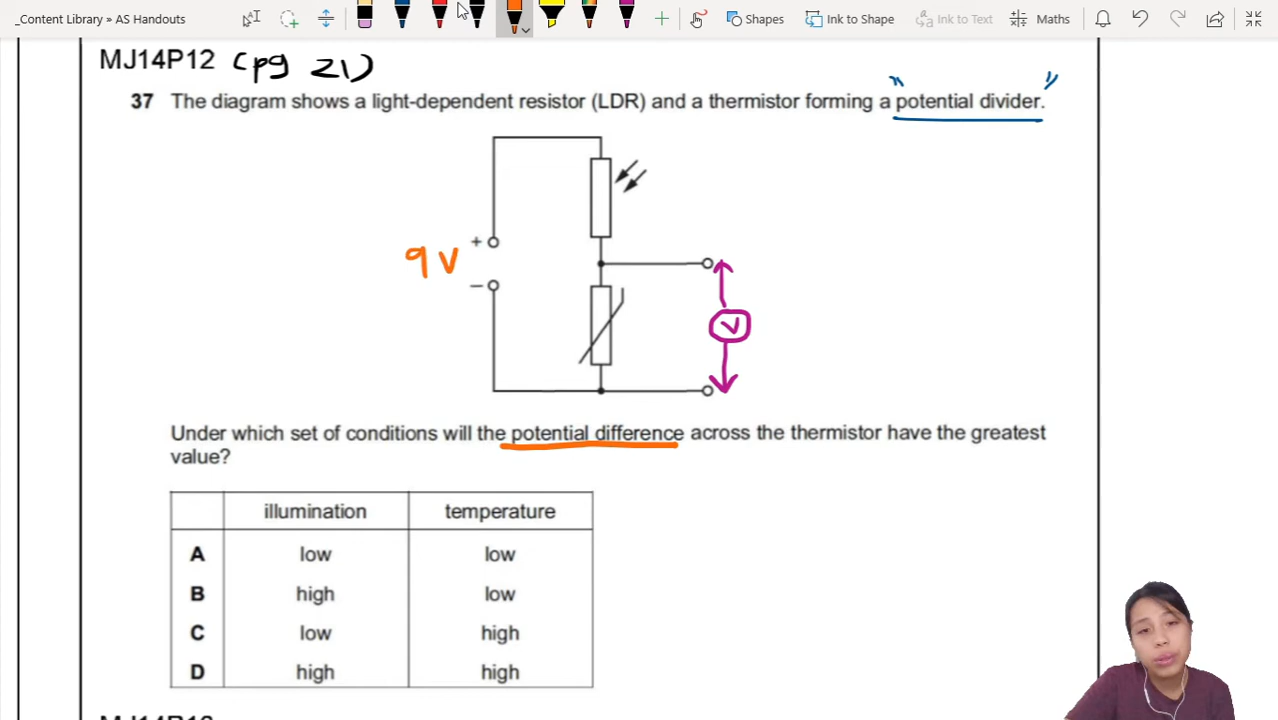 _Content Library » AS Handouts
Shapes
Ink to Shape
Ink to Text
Maths
MJ14P12 (pg 21)
37 The diagram shows a light-dependent resistor (LDR) and a thermistor forming a "potential divider."
+
9V
−
V
Under which set of conditions will the potential difference across the thermistor have the greatest
value?
illumination temperature
A low low
B high low
C low high
D high high